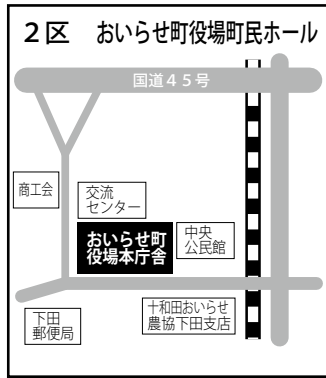 ２区　おいらせ町役場町民ホール
国道４５号
商工会
交流
センター
おいらせ町
役場本庁舎
中央
公民館
下田
郵便局
十和田おいらせ
農協下田支店